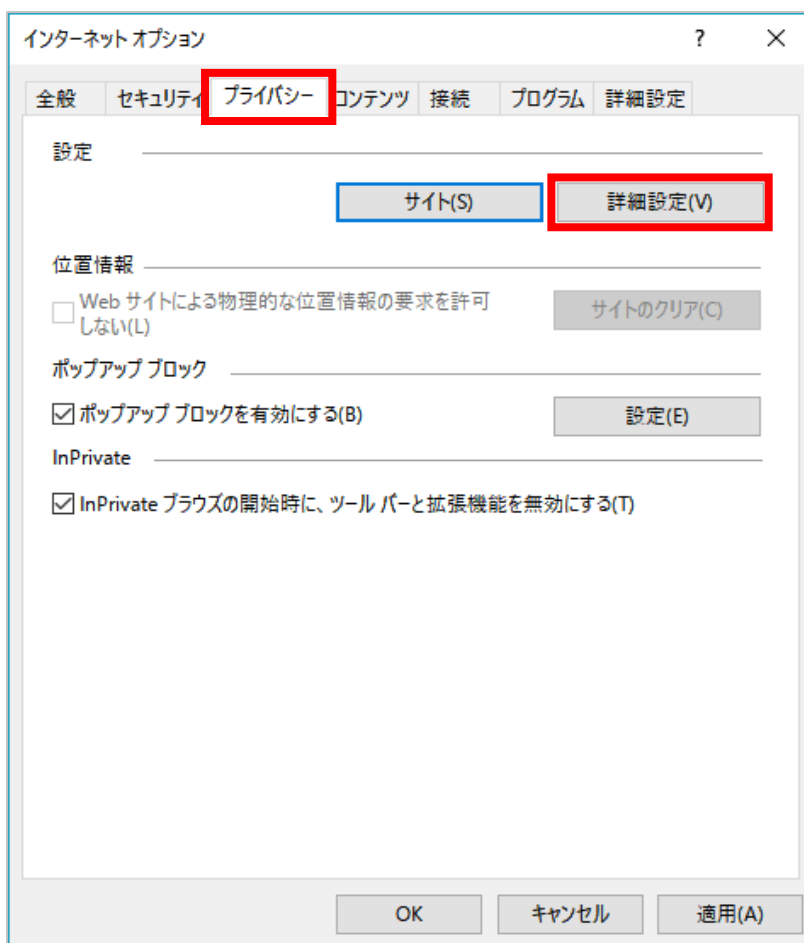 インターネット オプション ?
全般 セキュリティ プライバシー コンテンツ 接続 プログラム 詳細設定
設定
サイト(S) 詳細設定(V)
位置情報
Web サイトによる物理的な位置情報の要求を許可
しない(L)
サイトのクリア(C)
ポップアップ ブロック
ポップアップ ブロックを有効にする(B) 設定(E)
InPrivate
InPrivate ブラウズの開始時に、ツール バーと拡張機能を無効にする(T)
OK キャンセル 適用(A)